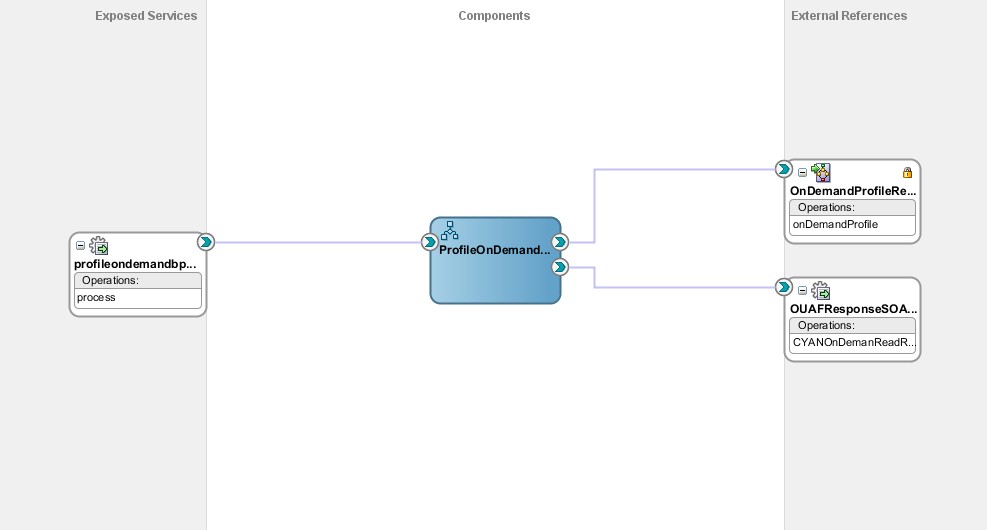 Exposed Services
Components
External References
profileondemandbp...
Operations:
process
ProfileOnDemand...
OnDemandProfileRe...
Operations:
onDemandProfile
OUAFResponseSOA...
Operations:
CYANOnDemanReadR...